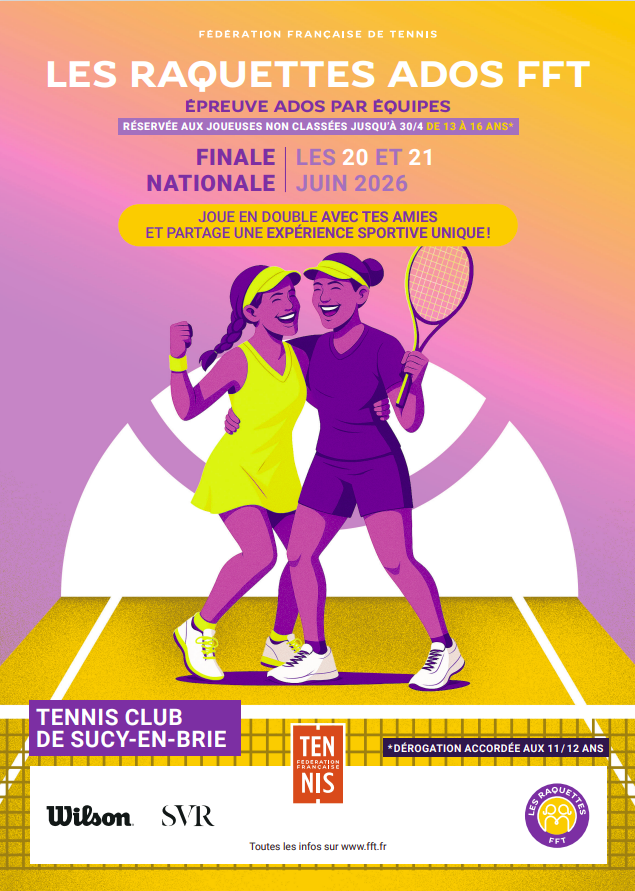 FÉDÉRATION FRANÇAISE DE TENNIS
LES RAQUETTES ADOS FFT
ÉPREUVE ADOS PAR ÉQUIPES
RÉSERVÉE AUX JOUEUSES NON CLASSÉES JUSQU'À 30/4 DE 13 À 16 ANS*
FINALE NATIONALE
LES 20 ET 21 JUIN 2026
JOUE EN DOUBLE AVEC TES AMIES
ET PARTAGE UNE EXPÉRIENCE SPORTIVE UNIQUE !
TENNIS CLUB
DE SUCY-EN-BRIE
TEN
FÉDÉRATION
FRANÇAISE
NIS
*DÉROGATION ACCORDÉE AUX 11/12 ANS
Wilson
SVR
LES RAQUETTES
FFT
Toutes les infos sur www.fft.fr